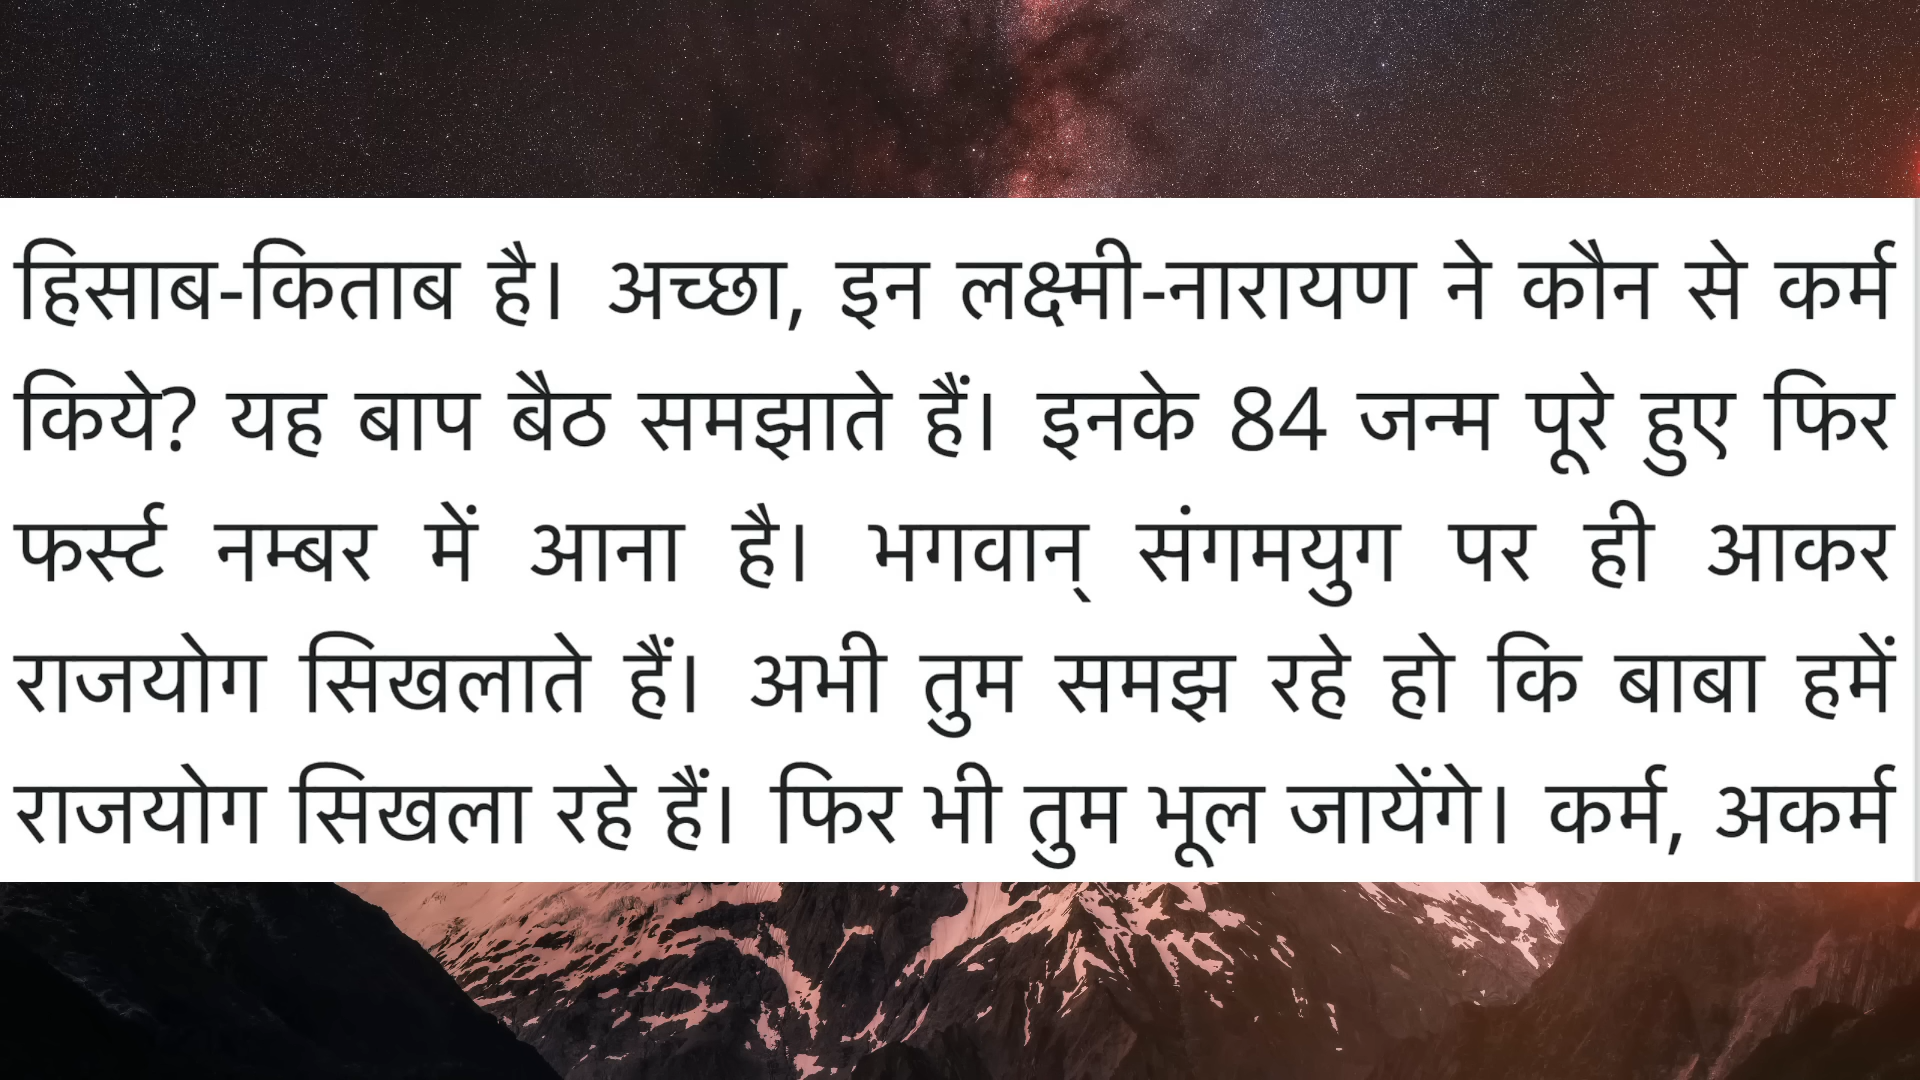 हिसाब-किताब है। अच्छा, इन लक्ष्मी-नारायण ने कौन से कर्म
किये? यह बाप बैठ समझाते हैं। इनके 84 जन्म पूरे हुए फिर
फर्स्ट नम्बर में आना है। भगवान् संगमयुग पर ही आकर
राजयोग सिखलाते हैं। अभी तुम समझ रहे हो कि बाबा हमें
राजयोग सिखला रहे हैं। फिर भी तुम भूल जायेंगे। कर्म, अकर्म